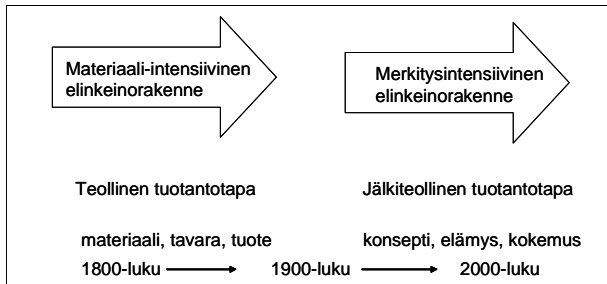 Materiaali-intensiivinen
elinkeinorakenne
Merkitysintensiivinen
elinkeinorakenne
Teollinen tuotantotapa
Jälkiteollinen tuotantotapa
materiaali, tavara, tuote
konsepti, elämys, kokemus
1800-luku 1900-luku 2000-luku